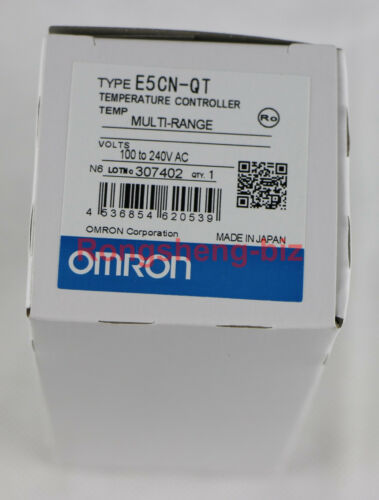 TYPE E5CN-QT
TEMPERATURE CONTROLLER
TEMP
MULTI-RANGE
Ro
VOLTS
100 to 240V AC
N6 LOT No 307402 QTY. 1
4 536854 620539
Rongsheng-biz
OMRON Corporation MADE IN JAPAN
OMRON